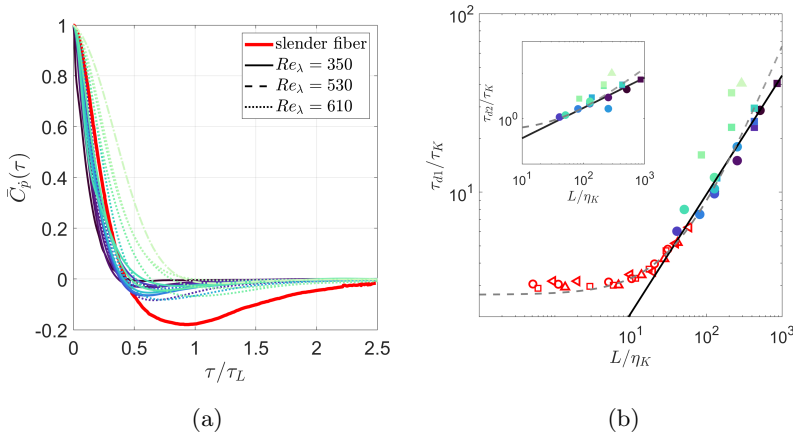 1
0.8
0.6
0.4
0.2
0
-0.2
C̄ṗ(τ)
slender fiber
Reλ = 350
Reλ = 530
Reλ = 610
0 0.5 1 1.5 2 2.5
τ/τL
(a)
10²
10¹
τd1/τK
τd2/τK
10⁰
10¹ 10² 10³
L/ηK
10¹ 10² 10³
L/ηK
(b)